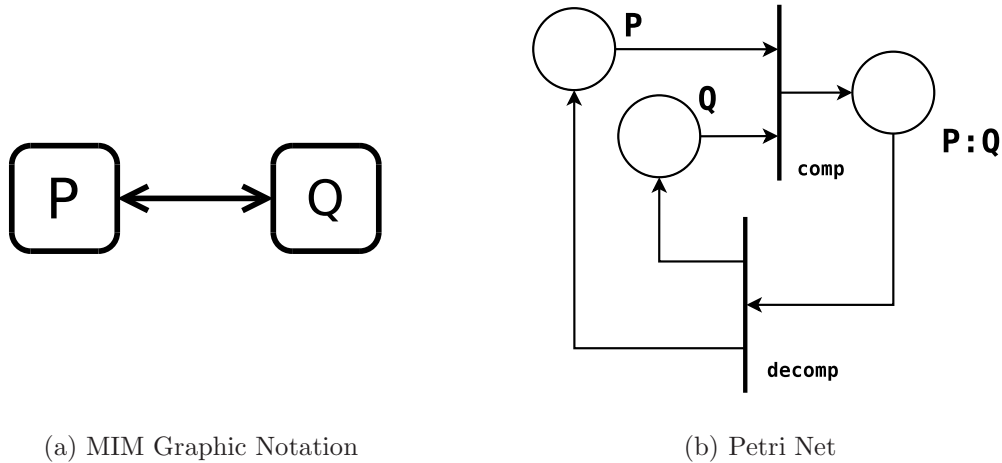 P
Q
(a) MIM Graphic Notation
P
Q
P:Q
comp
decomp
(b) Petri Net